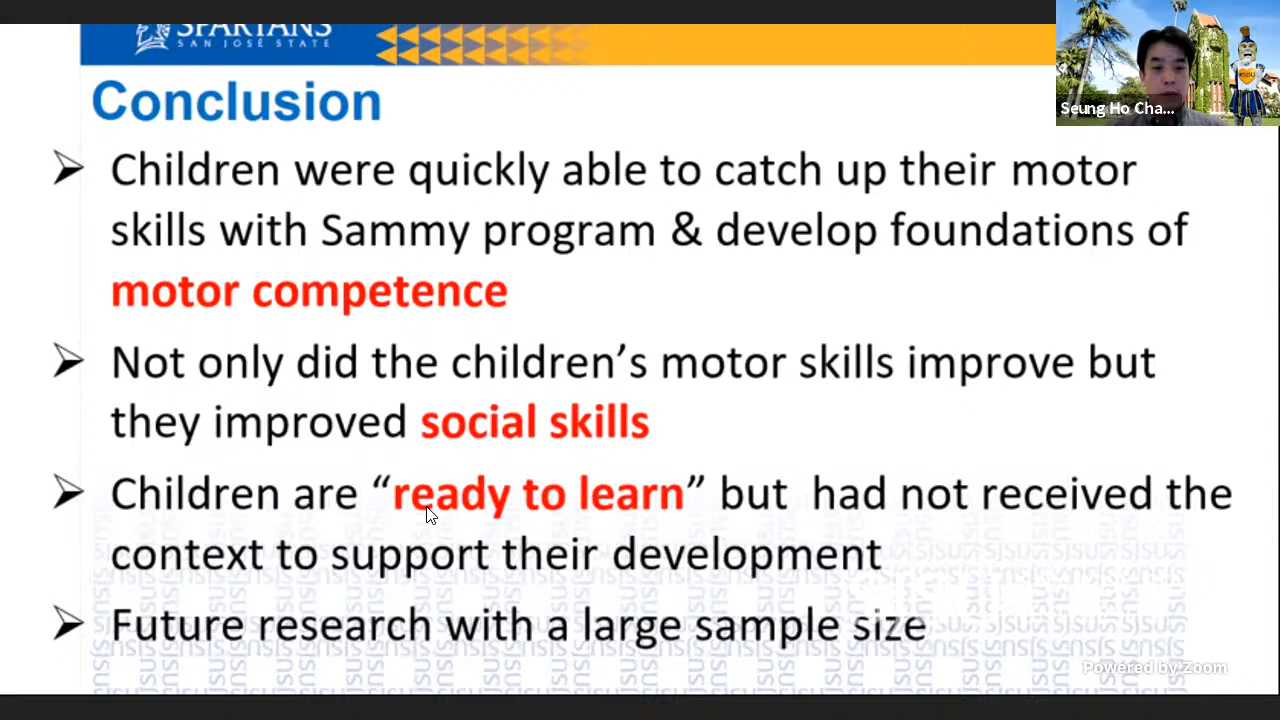 SPARTANS
SAN JOSÉ STATE
Seung Ho Cha...
Conclusion
➢ Children were quickly able to catch up their motor
skills with Sammy program & develop foundations of
motor competence
➢ Not only did the children's motor skills improve but
they improved social skills
➢ Children are “ready to learn” but had not received the
context to support their development
➢ Future research with a large sample size
Powered by Zoom